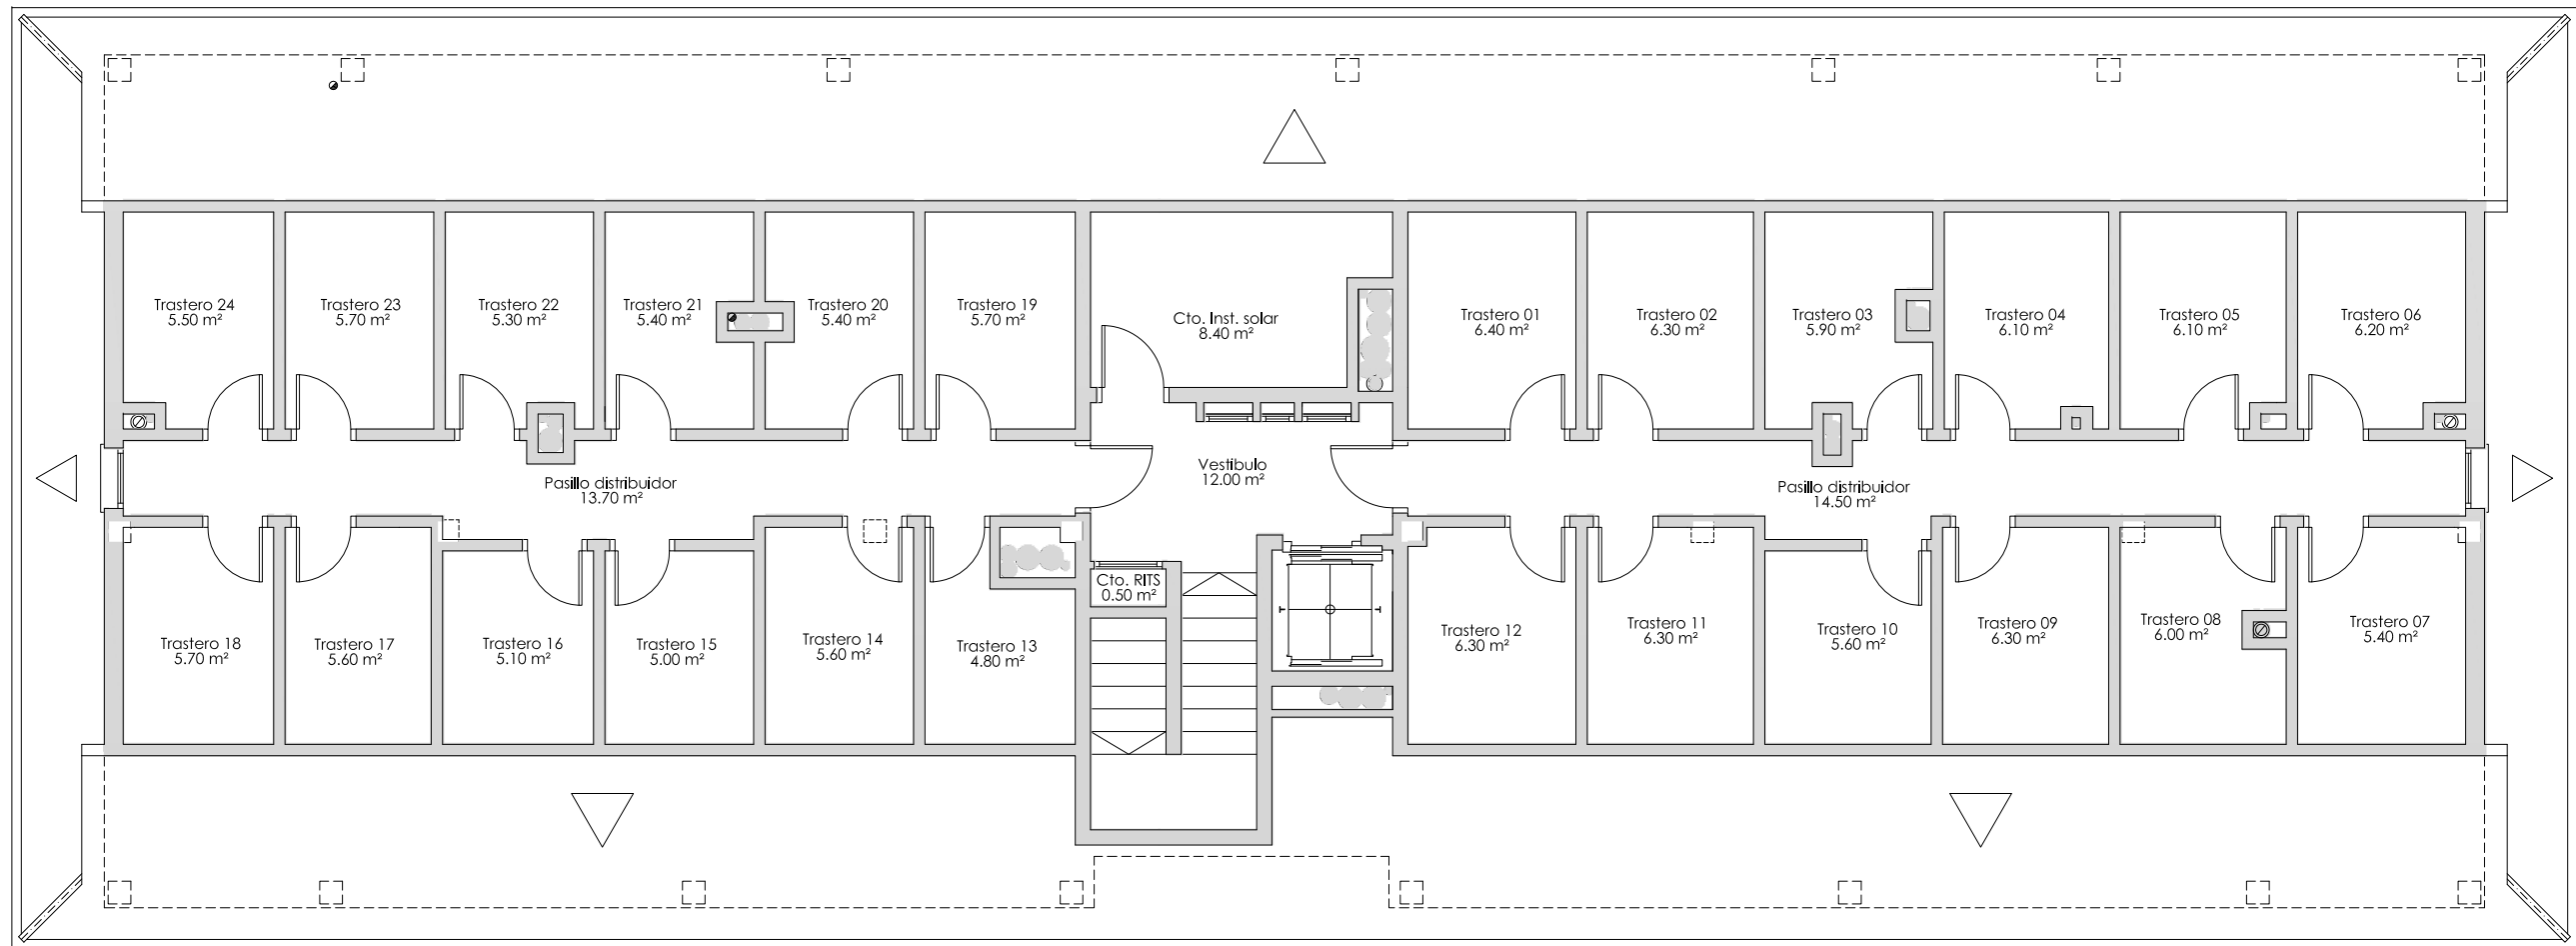 Trastero 24
5.50 m²
Trastero 23
5.70 m²
Trastero 22
5.30 m²
Trastero 21
5.40 m²
Trastero 20
5.40 m²
Trastero 19
5.70 m²
Cto. Inst. solar
8.40 m²
Trastero 01
6.40 m²
Trastero 02
6.30 m²
Trastero 03
5.90 m²
Trastero 04
6.10 m²
Trastero 05
6.10 m²
Trastero 06
6.20 m²
Pasillo distribuidor
13.70 m²
Vestíbulo
12.00 m²
Pasillo distribuidor
14.50 m²
Cto. RITS
0.50 m²
Trastero 18
5.70 m²
Trastero 17
5.60 m²
Trastero 16
5.10 m²
Trastero 15
5.00 m²
Trastero 14
5.60 m²
Trastero 13
4.80 m²
Trastero 12
6.30 m²
Trastero 11
6.30 m²
Trastero 10
5.60 m²
Trastero 09
6.30 m²
Trastero 08
6.00 m²
Trastero 07
5.40 m²